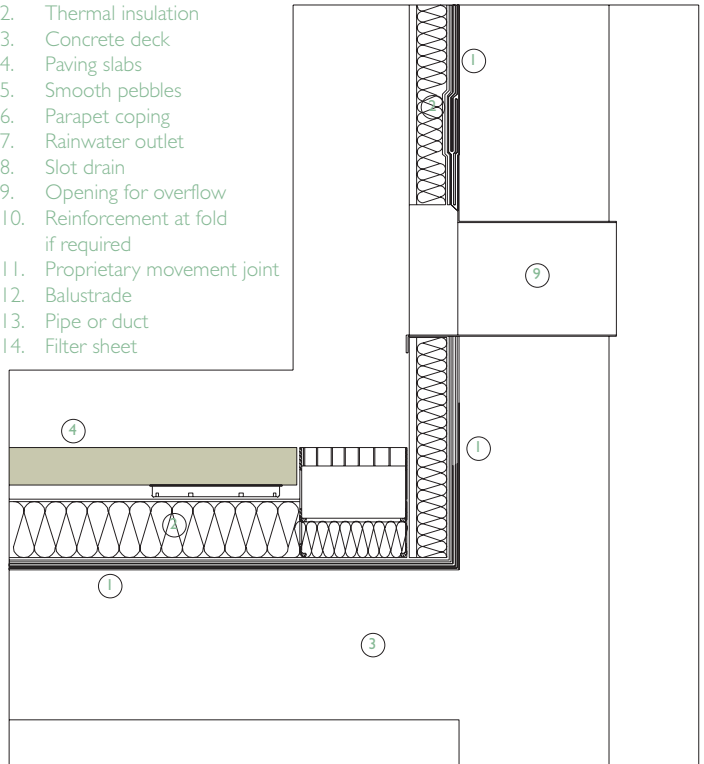 2. Thermal insulation
3. Concrete deck
4. Paving slabs
5. Smooth pebbles
6. Parapet coping
7. Rainwater outlet
8. Slot drain
9. Opening for overflow
10. Reinforcement at fold
if required
11. Proprietary movement joint
12. Balustrade
13. Pipe or duct
14. Filter sheet
1
2
9
4
1
2
1
3